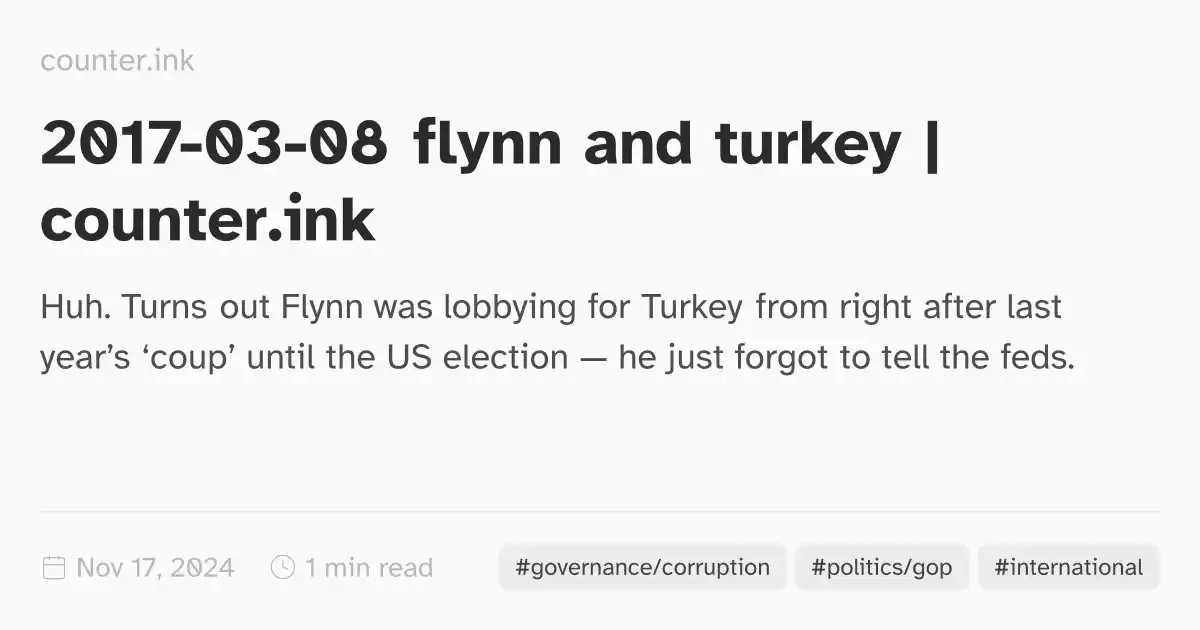 counter.ink
2017-03-08 flynn and turkey |
counter.ink
Huh. Turns out Flynn was lobbying for Turkey from right after last
year’s ‘coup’ until the US election — he just forgot to tell the feds.
Nov 17, 2024 1 min read #governance/corruption #politics/gop #international